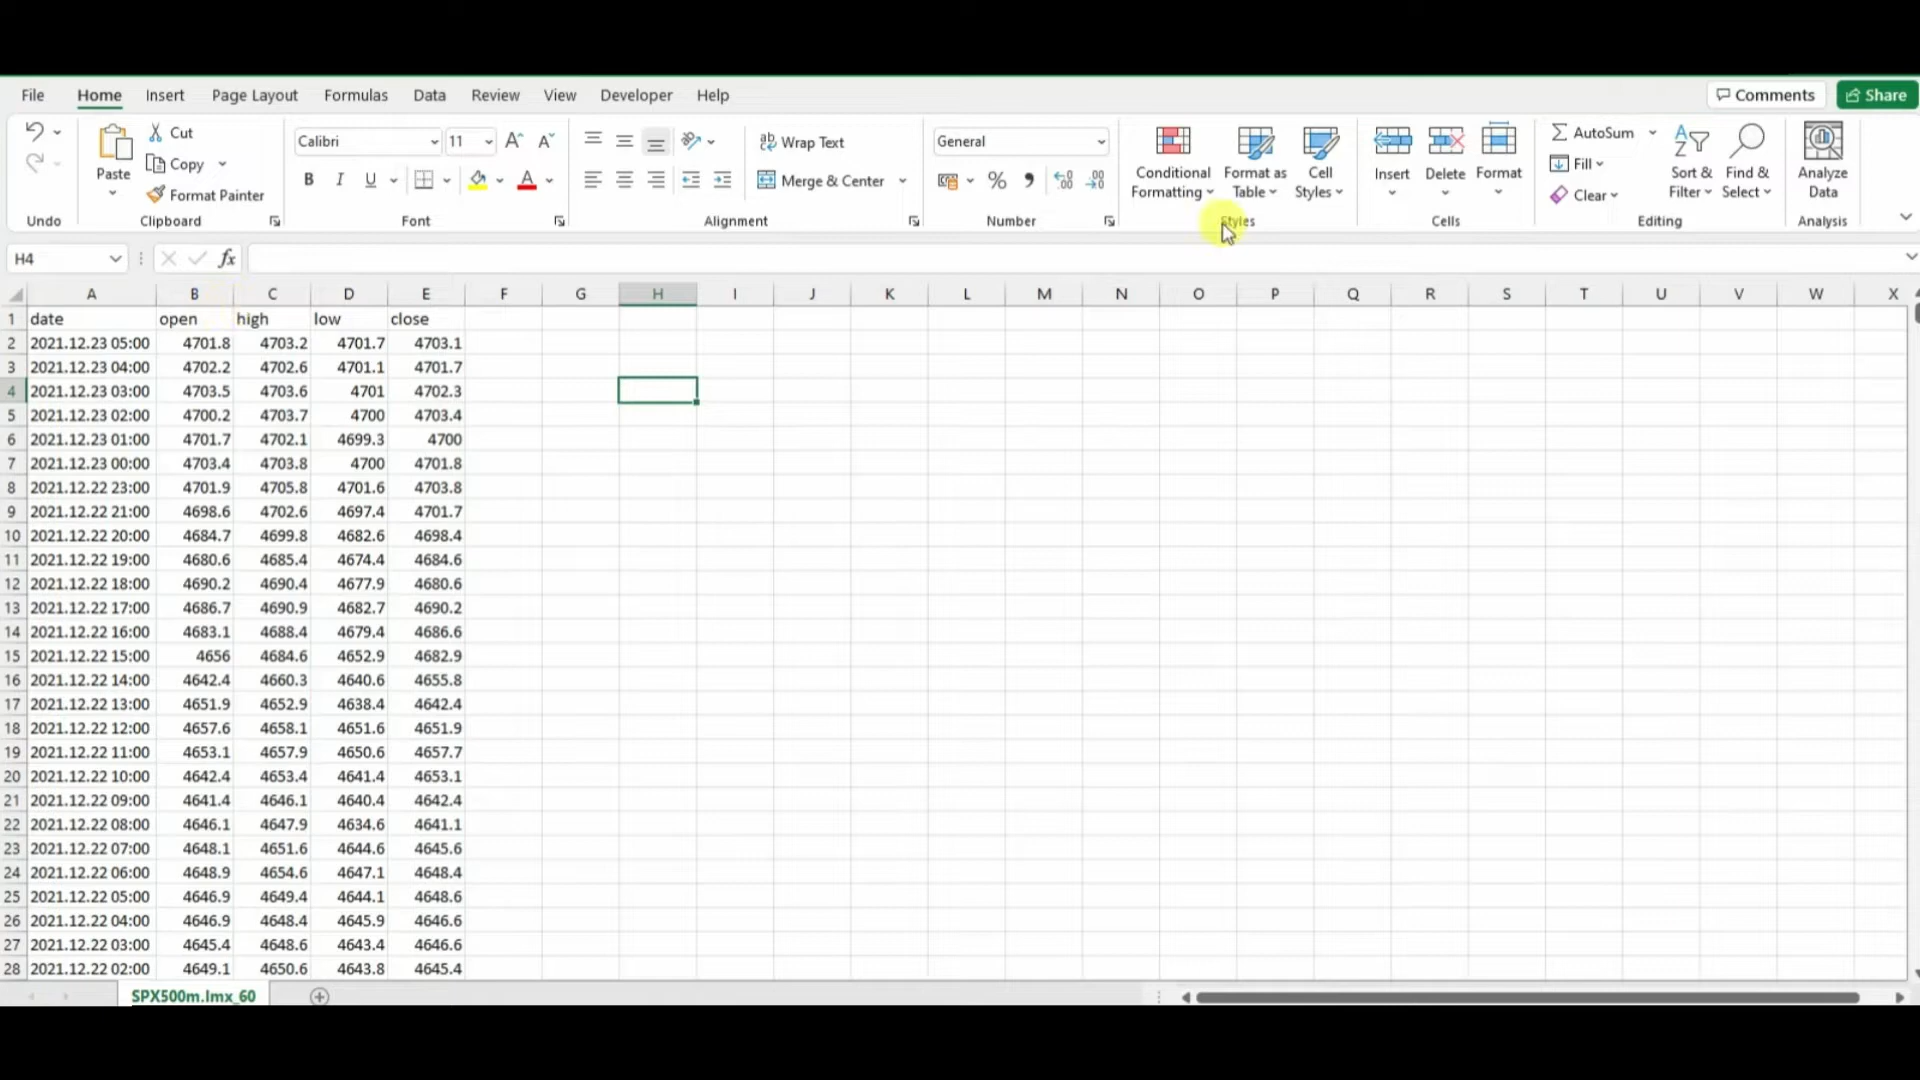 File Home Insert Page Layout Formulas Data Review View Developer Help Comments Share
Undo Paste Cut Copy Format Painter Clipboard
Calibri 11 A A B I U A Font
Wrap Text Merge & Center Alignment
General % , Number
Conditional Formatting Format as Table Cell Styles Styles
Insert Delete Format Cells
AutoSum Fill Clear Sort & Filter Find & Select Editing
Analyze Data Analysis
H4 fx
A B C D E F G H I J K L M N O P Q R S T U V W X
1 date open high low close
2 2021.12.23 05:00 4701.8 4703.2 4701.7 4703.1
3 2021.12.23 04:00 4702.2 4702.6 4701.1 4701.7
4 2021.12.23 03:00 4703.5 4703.6 4701 4702.3
5 2021.12.23 02:00 4700.2 4703.7 4700 4703.4
6 2021.12.23 01:00 4701.7 4702.1 4699.3 4700
7 2021.12.23 00:00 4703.4 4703.8 4700 4701.8
8 2021.12.22 23:00 4701.9 4705.8 4701.6 4703.8
9 2021.12.22 21:00 4698.6 4702.6 4697.4 4701.7
10 2021.12.22 20:00 4684.7 4699.8 4682.6 4698.4
11 2021.12.22 19:00 4680.6 4685.4 4674.4 4684.6
12 2021.12.22 18:00 4690.2 4690.4 4677.9 4680.6
13 2021.12.22 17:00 4686.7 4690.9 4682.7 4690.2
14 2021.12.22 16:00 4683.1 4688.4 4679.4 4686.6
15 2021.12.22 15:00 4656 4684.6 4652.9 4682.9
16 2021.12.22 14:00 4642.4 4660.3 4640.6 4655.8
17 2021.12.22 13:00 4651.9 4652.9 4638.4 4642.4
18 2021.12.22 12:00 4657.6 4658.1 4651.6 4651.9
19 2021.12.22 11:00 4653.1 4657.9 4650.6 4657.7
20 2021.12.22 10:00 4642.4 4653.4 4641.4 4653.1
21 2021.12.22 09:00 4641.4 4646.1 4640.4 4642.4
22 2021.12.22 08:00 4646.1 4647.9 4634.6 4641.1
23 2021.12.22 07:00 4648.1 4651.6 4644.6 4645.6
24 2021.12.22 06:00 4648.9 4654.6 4647.1 4648.4
25 2021.12.22 05:00 4646.9 4649.4 4644.1 4648.6
26 2021.12.22 04:00 4646.9 4648.4 4645.9 4646.6
27 2021.12.22 03:00 4645.4 4648.6 4643.4 4646.6
28 2021.12.22 02:00 4649.1 4650.6 4643.8 4645.4
SPX500m.lmx_60